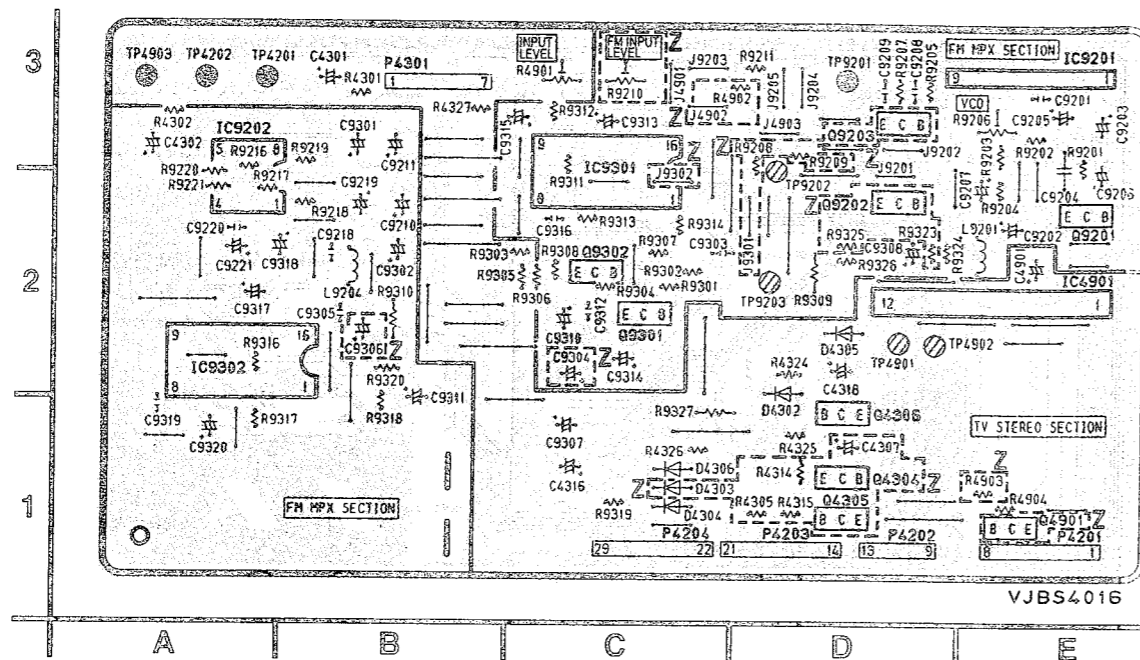 3
TP4903 TP4202 TP4201 C4301 P4301 INPUT LEVEL FM INPUT LEVEL Z J9203 R9211 TP9201 C9209 R9207 C9208 R9205 FM MPX SECTION IC9201
R4301 1 7 R4901 R9210 J4901 R4902 J9205 J9204 9 1
R4302 R4327 C9315 R9312 C9313 J4902 J4903 Q9203 E C B VCO R9206 C9201 C9205 C9203
C4302 IC9202 R9219 C9301 C9211 9 16 Z Z R9208 R9209 Z J9202 R9203 R9202 R9201
5 8 R9216 R9220 R9217 R9221 C9219 R9311 IC9301 J9302 TP9202 J9201 C9207 C9204 C9206
4 1 R9218 C9210 8 1 Q9202 E C B R9204 E C B
C9220 C9218 C9316 R9313 R9314 L9201 C9202 Q9201
2
C9221 C9318 C9302 R9303 R9308 Q9302 R9307 C9303 J9301 R9325 C9308 R9323 R9324 C4901
L9204 R9310 R9305 E C B R9302 R9326 IC4901
C9317 C9305 R9306 R9304 R9301 TP9203 R9309 12 1
9 R9316 16 C9306 Z C9310 C9312 E C B Q9301 D4305 TP4901 TP4902
IC9302 R9320 C9304 Z C9314 R4324 C4318
8 1 C9311 D4302
C9319 R9317 R9318 R9327 B C E Q4306 TV STEREO SECTION
C9320 C9307 R4326 R4325 C4307 Z
1
C4316 D4306 R4314 E C B Q4304 Z R4903
FM MPX SECTION Z D4303 R4305 R4315 Q4305 R4904
R9319 D4304 B C E B C E Q4901 Z
P4204 P4203 P4202 P4201
29 22 21 14 13 9 8 1
VJBS4016
A B C D E